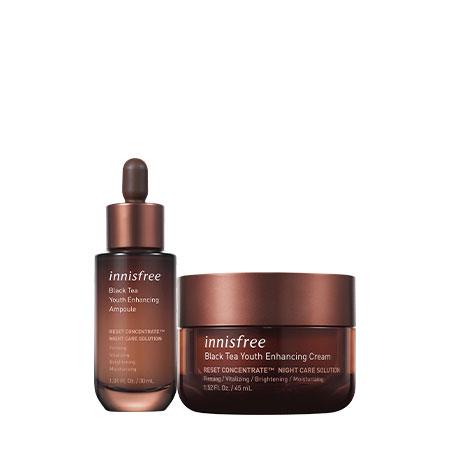 innisfree
Black Tea
Youth Enhancing
Ampoule
RESET CONCENTRATE™
NIGHT CARE SOLUTION
Firming
Vitalizing
Brightening
Moisturizing
1.01 Fl. Oz. / 30 mL
innisfree
Black Tea Youth Enhancing Cream
RESET CONCENTRATE™ NIGHT CARE SOLUTION
Firming / Vitalizing / Brightening / Moisturizing
1.52 Fl. Oz. / 45 mL